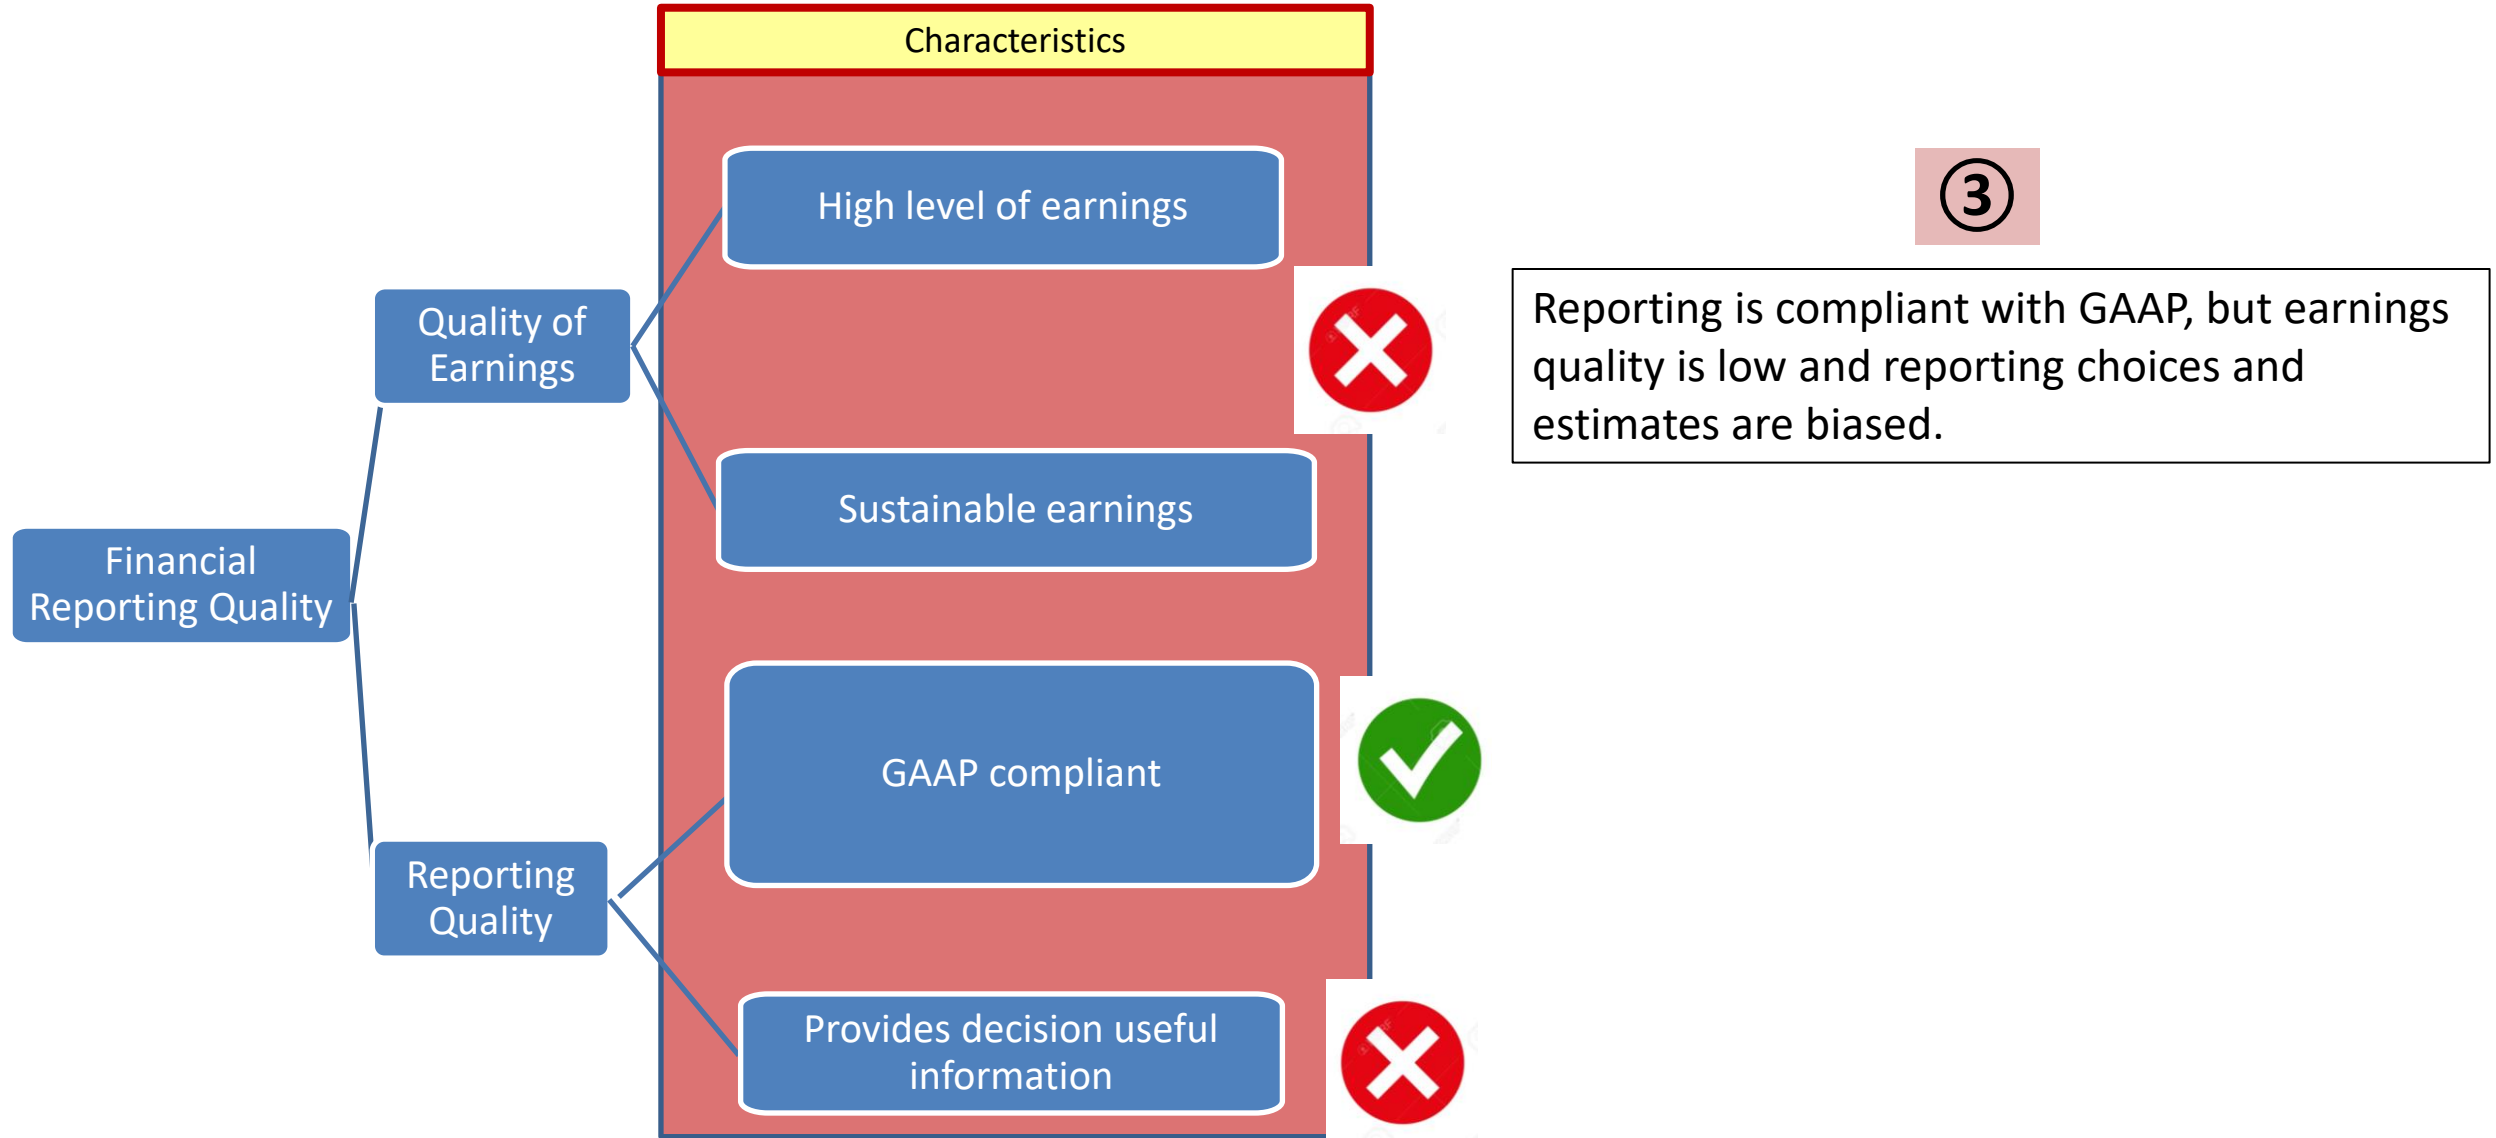 Characteristics
High level of earnings
③
Quality of
Earnings
Reporting is compliant with GAAP, but earnings
quality is low and reporting choices and
estimates are biased.
Sustainable earnings
Financial
Reporting Quality
GAAP compliant
Reporting
Quality
Provides decision useful
information